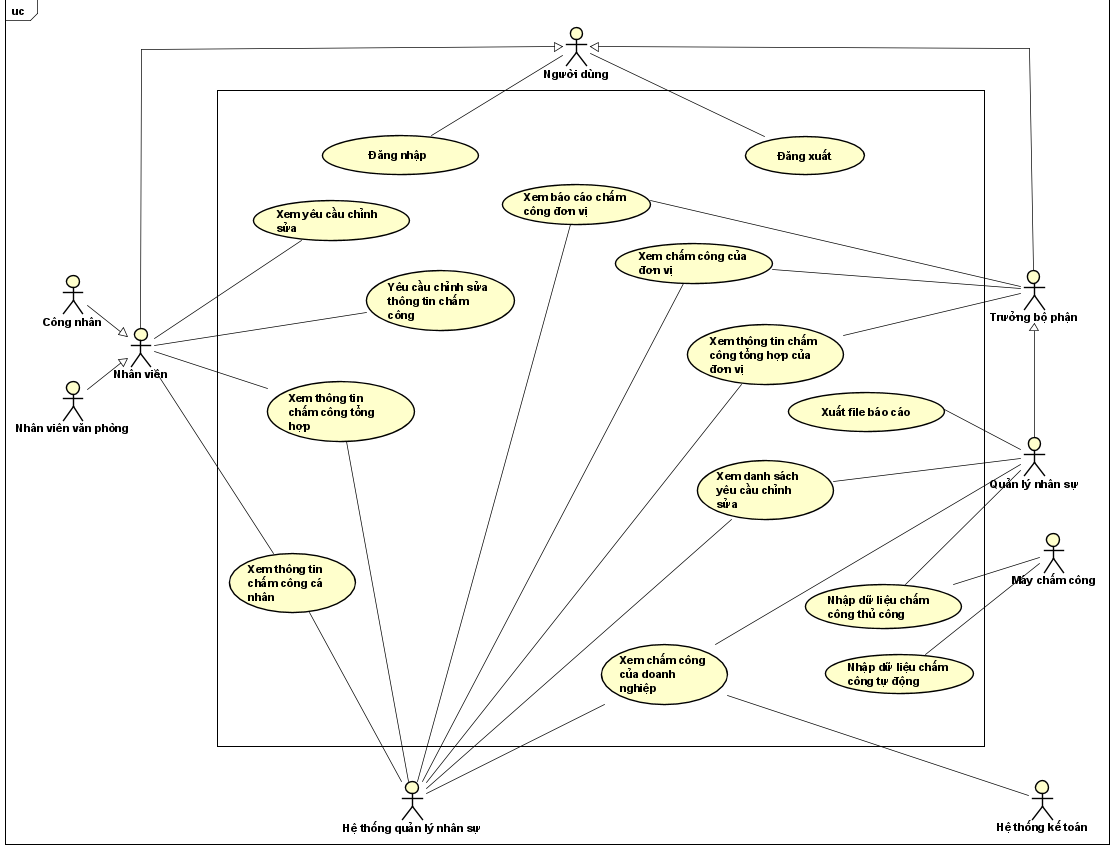 uc
Người dùng
Đăng nhập
Đăng xuất
Xem báo cáo chấm
công đơn vị
Xem yêu cầu chỉnh
sửa
Xem chấm công của
đơn vị
Yêu cầu chỉnh sửa
thông tin chấm
công
Công nhân
Trưởng bộ phận
Xem thông tin chấm
công tổng hợp của
đơn vị
Nhân viên
Xem thông tin
chấm công tổng
hợp
Xuất file báo cáo
Nhân viên văn phòng
Xem danh sách
yêu cầu chỉnh
sửa
Quản lý nhân sự
Xem thông tin
chấm công cá
nhân
Máy chấm công
Nhập dữ liệu chấm
công thủ công
Xem chấm công
của doanh
nghiệp
Nhập dữ liệu chấm
công tự động
Hệ thống quản lý nhân sự
Hệ thống kế toán